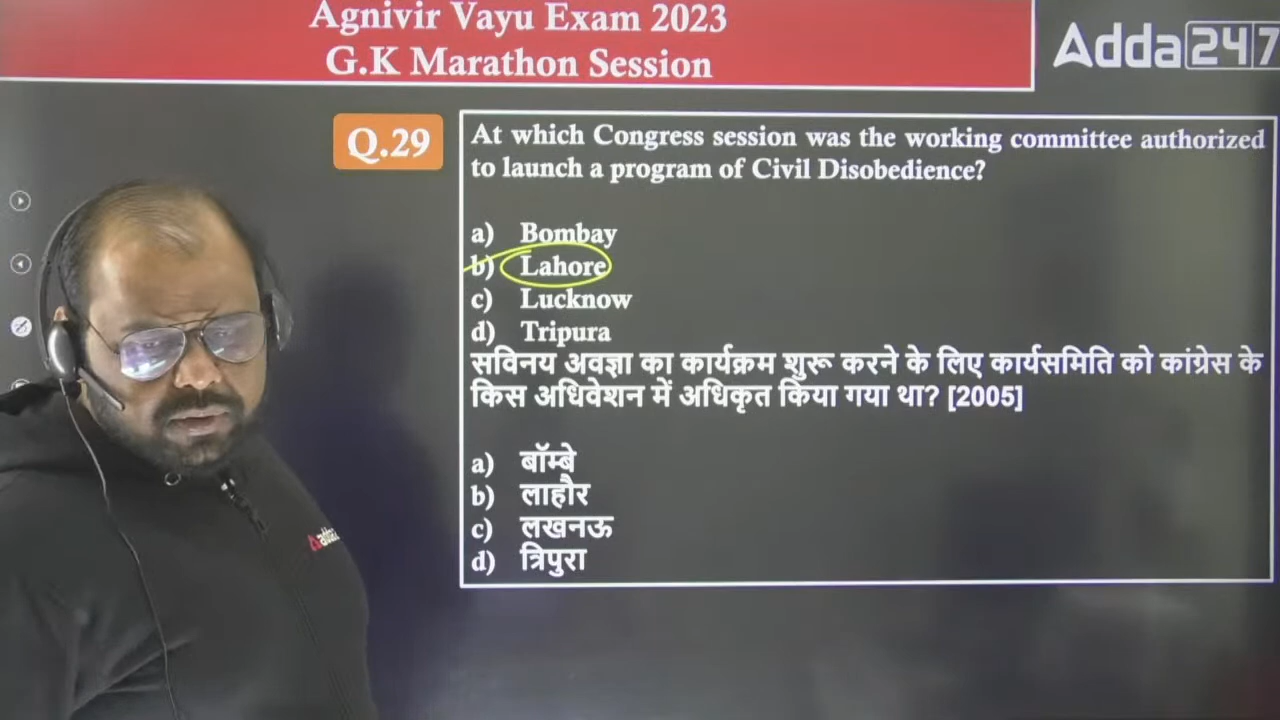 Agnivir Vayu Exam 2023
G.K Marathon Session
Adda247
Q.29
At which Congress session was the working committee authorized
to launch a program of Civil Disobedience?
a) Bombay
b) Lahore
c) Lucknow
d) Tripura
सविनय अवज्ञा का कार्यक्रम शुरू करने के लिए कार्यसमिति को कांग्रेस के
किस अधिवेशन में अधिकृत किया गया था? [2005]
a) बॉम्बे
b) लाहौर
c) लखनऊ
d) त्रिपुरा